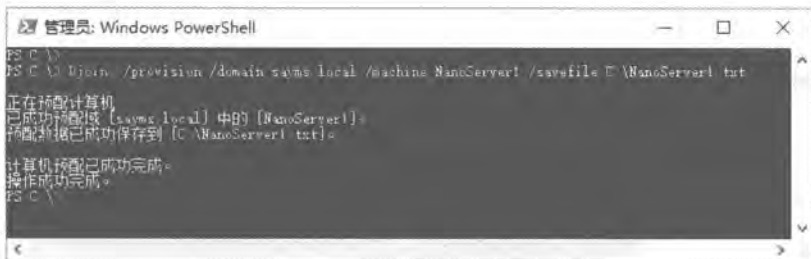 管理员: Windows PowerShell
PS C:\>
PS C:\> Djoin /provision /domain sayms.local /machine NanoServer1 /savefile C:\NanoServer1.txt
正在预配计算机...
已成功预配域 [sayms.local] 中的 [NanoServer1]。
预配数据已成功保存到 [C:\NanoServer1.txt]。
计算机预配已成功完成。
操作成功完成。
PS C:\>